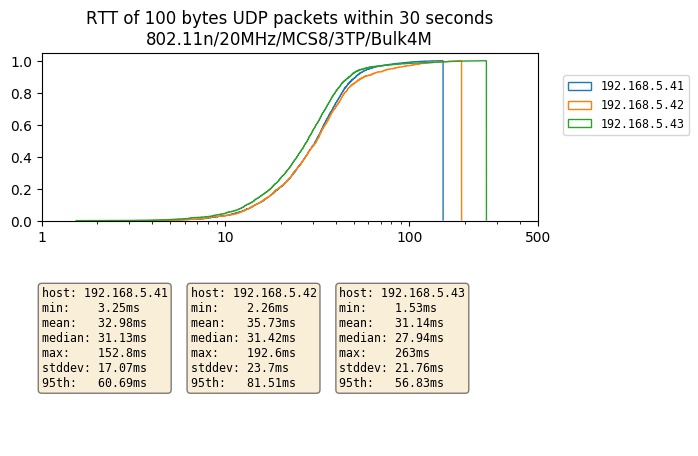 RTT of 100 bytes UDP packets within 30 seconds
802.11n/20MHz/MCS8/3TP/Bulk4M
1.0
0.8
0.6
0.4
0.2
0.0
1
10
100
500
192.168.5.41
192.168.5.42
192.168.5.43
host: 192.168.5.41
min:    3.25ms
mean:   32.98ms
median: 31.13ms
max:    152.8ms
stddev: 17.07ms
95th:   60.69ms
host: 192.168.5.42
min:    2.26ms
mean:   35.73ms
median: 31.42ms
max:    192.6ms
stddev: 23.7ms
95th:   81.51ms
host: 192.168.5.43
min:    1.53ms
mean:   31.14ms
median: 27.94ms
max:    263ms
stddev: 21.76ms
95th:   56.83ms